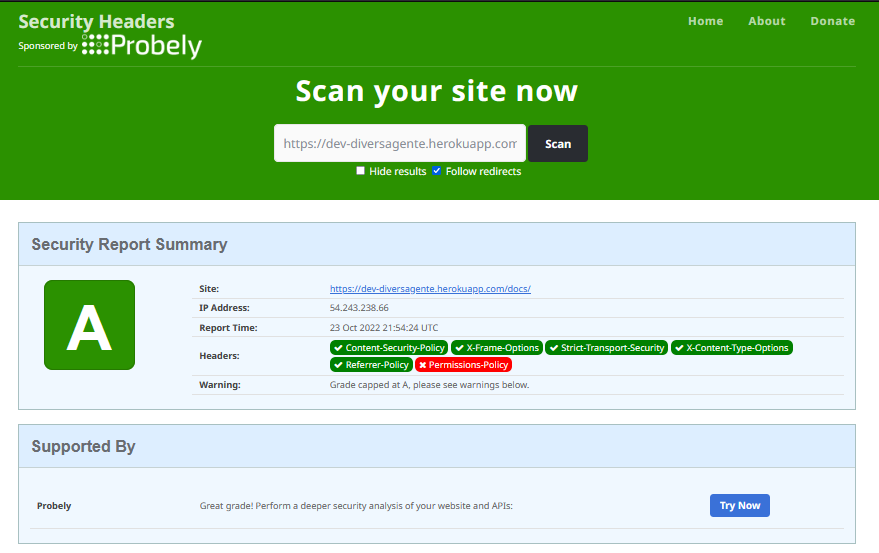 Security Headers
Home About Donate
Sponsored by Probely
Scan your site now
https://dev-diversagente.herokuapp.com Scan
Hide results Follow redirects
Security Report Summary
A
Site: https://dev-diversagente.herokuapp.com/docs/
IP Address: 54.243.238.66
Report Time: 23 Oct 2022 21:54:24 UTC
Headers: Content-Security-Policy X-Frame-Options Strict-Transport-Security X-Content-Type-Options
Referrer-Policy Permissions-Policy
Warning: Grade capped at A, please see warnings below.
Supported By
Probely Great grade! Perform a deeper security analysis of your website and APIs: Try Now